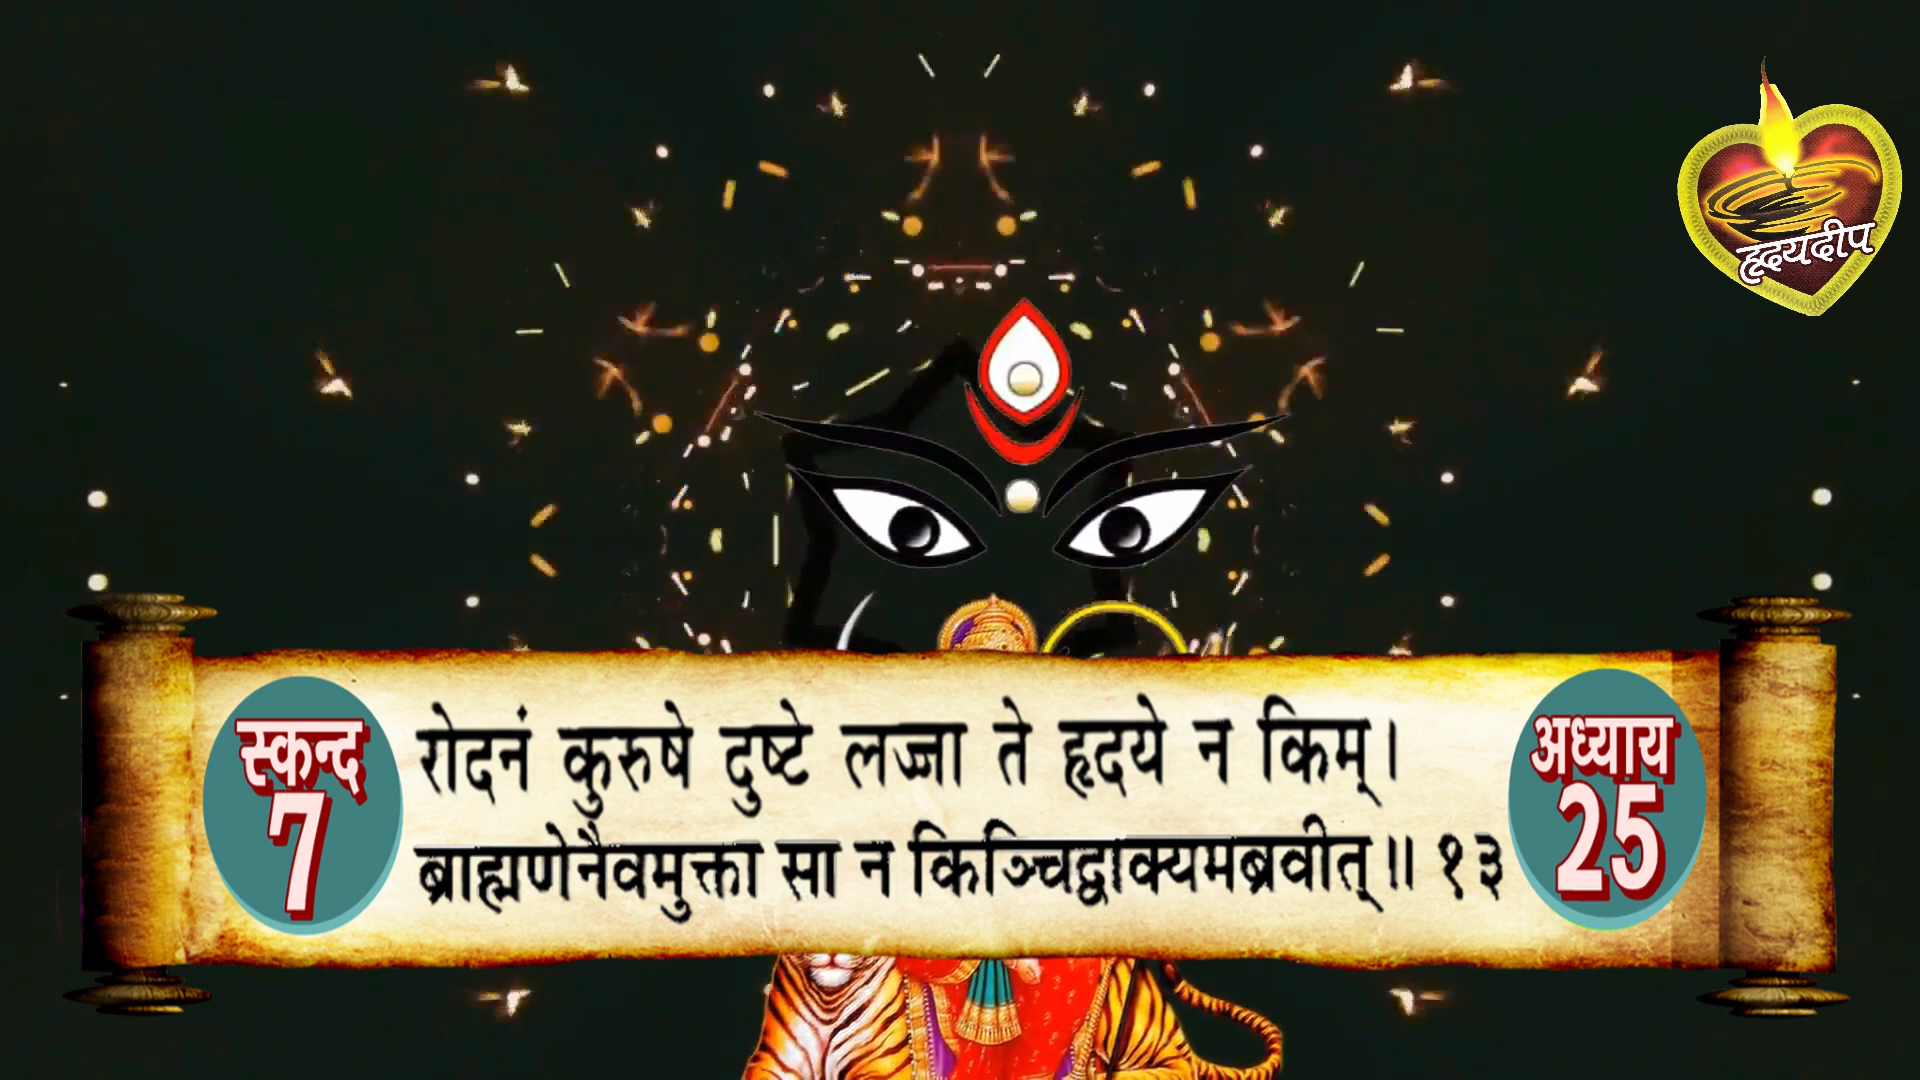 हृदयदीप
स्कन्द
7
रोदनं कुरुषे दुष्टे लज्जा ते हृदये न किम्।
ब्राह्मणेनैवमुक्ता सा न किञ्चिद्वाक्यमब्रवीत्॥ १३
अध्याय
25